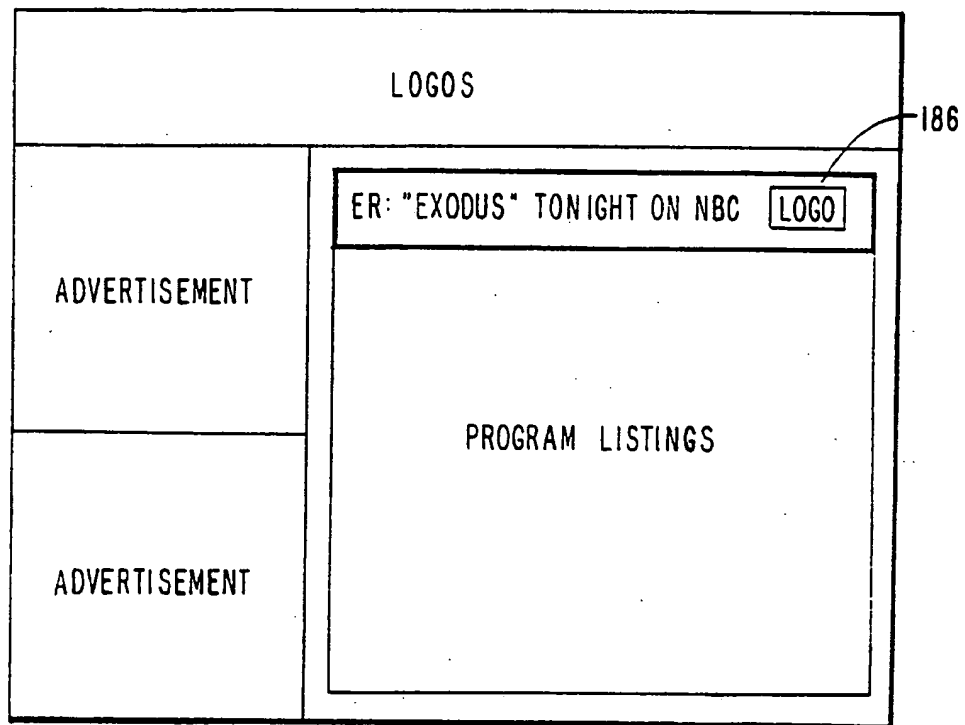 LOGOS
186
ER: "EXODUS" TONIGHT ON NBC LOGO
ADVERTISEMENT
PROGRAM LISTINGS
ADVERTISEMENT